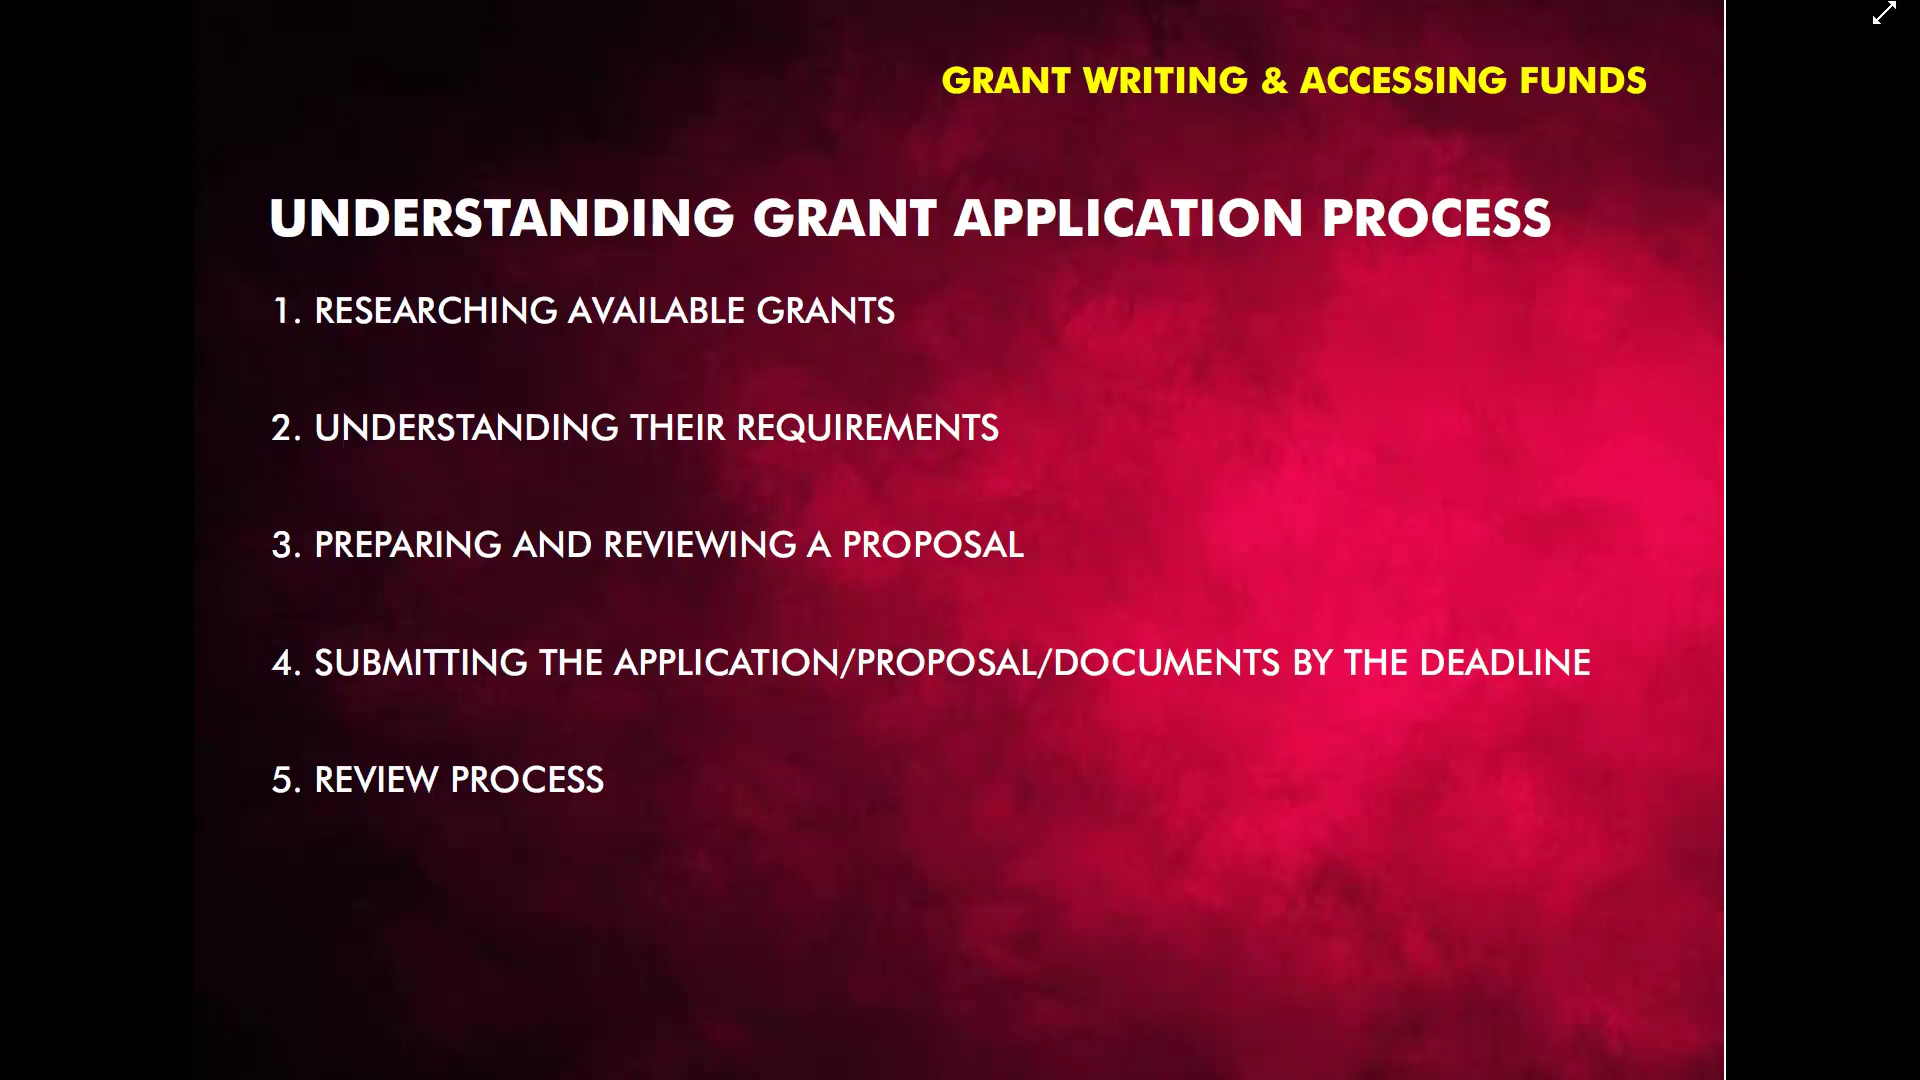 GRANT WRITING & ACCESSING FUNDS
UNDERSTANDING GRANT APPLICATION PROCESS
1. RESEARCHING AVAILABLE GRANTS
2. UNDERSTANDING THEIR REQUIREMENTS
3. PREPARING AND REVIEWING A PROPOSAL
4. SUBMITTING THE APPLICATION/PROPOSAL/DOCUMENTS BY THE DEADLINE
5. REVIEW PROCESS